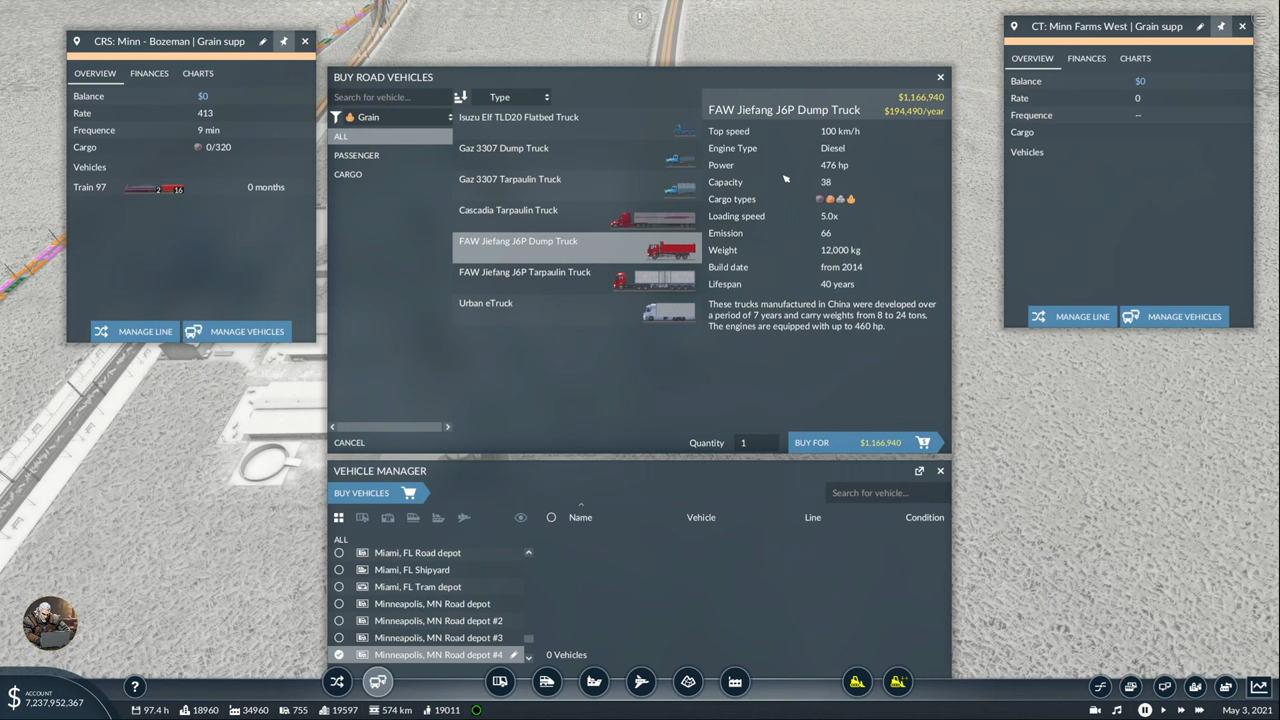 CRS: Minn - Bozeman | Grain supp
OVERVIEW FINANCES CHARTS
Balance $0
Rate 413
Frequence 9 min
Cargo 0/320
Vehicles
Train 97 2 16 0 months
MANAGE LINE MANAGE VEHICLES
BUY ROAD VEHICLES
Search for vehicle... Type
Grain
ALL
PASSENGER
CARGO
Isuzu Elf TLD20 Flatbed Truck
Gaz 3307 Dump Truck
Gaz 3307 Tarpaulin Truck
Cascadia Tarpaulin Truck
FAW Jiefang J6P Dump Truck
FAW Jiefang J6P Tarpaulin Truck
Urban eTruck
$1,166,940
FAW Jiefang J6P Dump Truck $194,490/year
Top speed 100 km/h
Engine Type Diesel
Power 476 hp
Capacity 38
Cargo types
Loading speed 5.0x
Emission 66
Weight 12,000 kg
Build date from 2014
Lifespan 40 years
These trucks manufactured in China were developed over
a period of 7 years and carry weights from 8 to 24 tons.
The engines are equipped with up to 460 hp.
CANCEL Quantity 1 BUY FOR $1,166,940
CT: Minn Farms West | Grain supp
OVERVIEW FINANCES CHARTS
Balance $0
Rate 0
Frequence --
Cargo
Vehicles
MANAGE LINE MANAGE VEHICLES
VEHICLE MANAGER
BUY VEHICLES Search for vehicle...
Name Vehicle Line Condition
ALL
Miami, FL Road depot
Miami, FL Shipyard
Miami, FL Tram depot
Minneapolis, MN Road depot
Minneapolis, MN Road depot #2
Minneapolis, MN Road depot #3
Minneapolis, MN Road depot #4 0 Vehicles
$ ACCOUNT
7,237,952,367
?
97.4 h 18960 34960 755 19597 574 km 19011 May 3, 2021